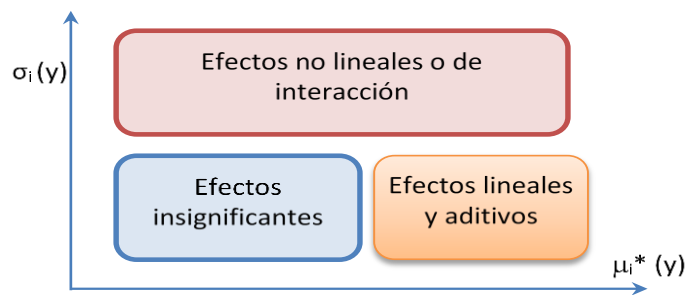 σi (y)
Efectos no lineales o de
interacción
Efectos
insignificantes
Efectos lineales
y aditivos
μi* (y)